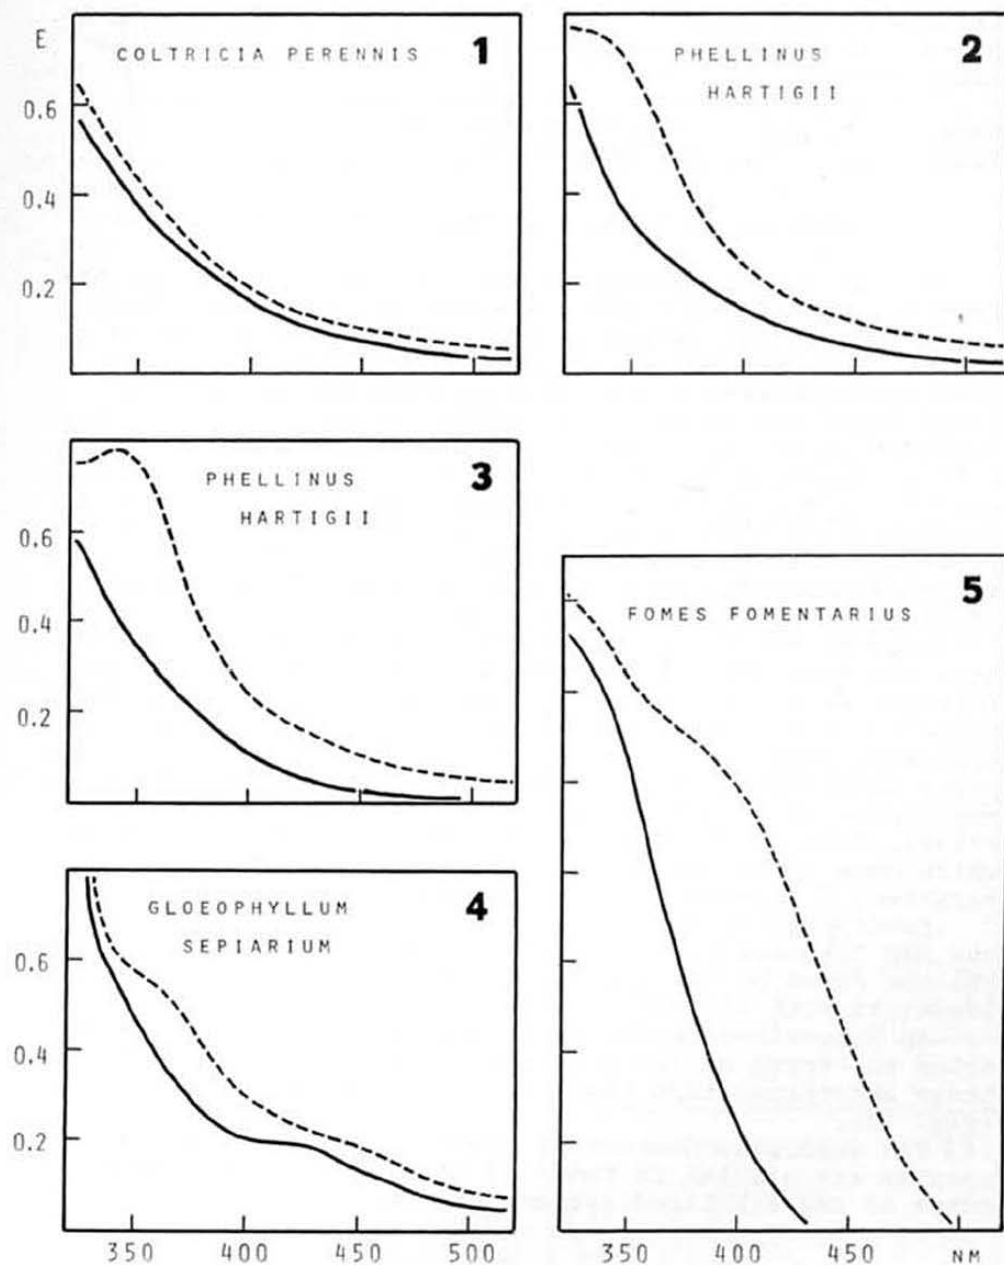 E
COLTRICIA PERENNIS
1
0.6
0.4
0.2
PHELLINUS
HARTIGII
2
PHELLINUS
HARTIGII
3
0.6
0.4
0.2
GLOEOPHYLLUM
SEPIARIUM
4
0.6
0.4
0.2
350 400 450 500
FOMES FOMENTARIUS
5
350 400 450 NM